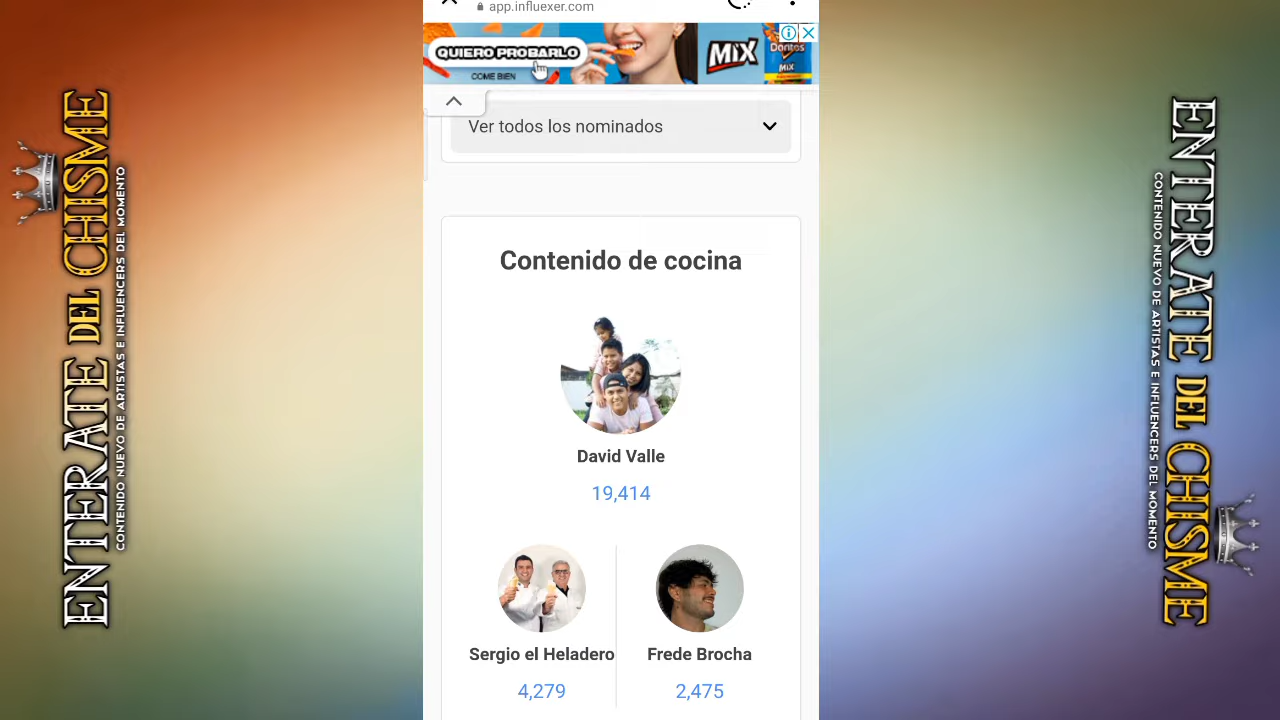 app.influexer.com
QUIERO PROBARLO
COME BIEN
MIX
Doritos
MIX
Ver todos los nominados
Contenido de cocina
David Valle
19,414
Sergio el Heladero
4,279
Frede Brocha
2,475
ENTERATE DEL CHISME
CONTENIDO NUEVO DE ARTISTAS E INFLUENCERS DEL MOMENTO
ENTERATE DEL CHISME
CONTENIDO NUEVO DE ARTISTAS E INFLUENCERS DEL MOMENTO